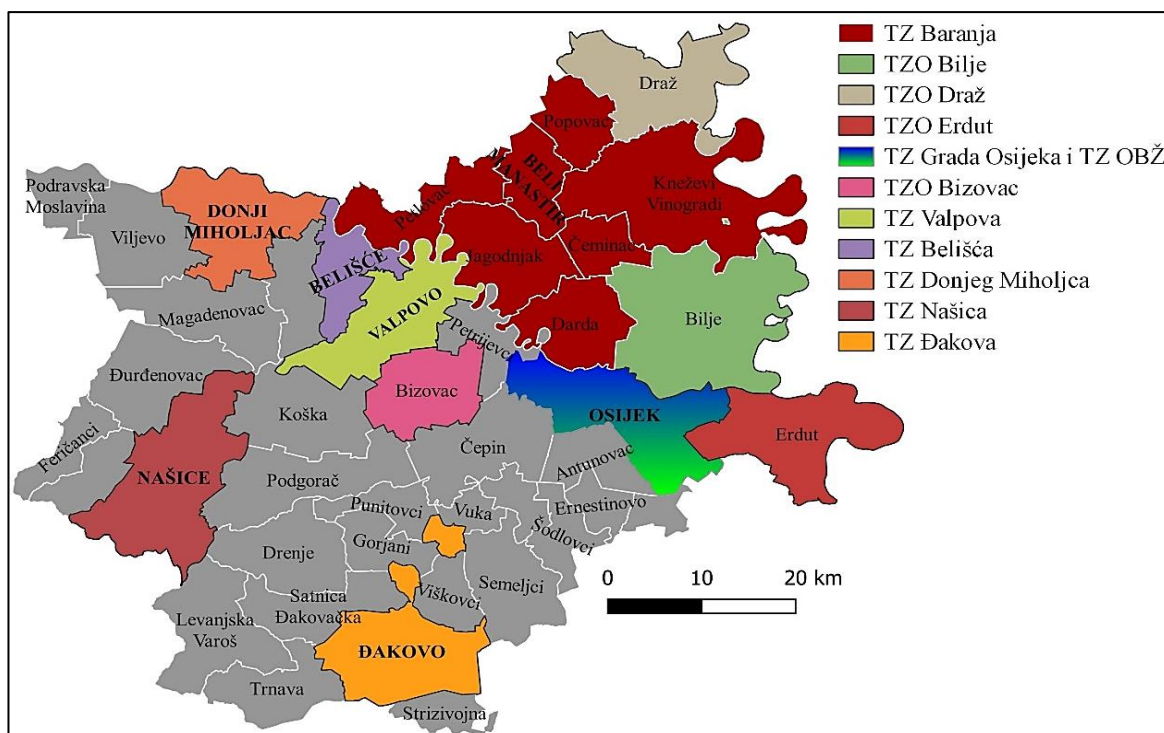 TZ Baranja
TZO Bilje
TZO Draž
TZO Erdut
TZ Grada Osijeka i TZ OBŽ
TZO Bizovac
TZ Valpova
TZ Belišća
TZ Donjeg Miholjca
TZ Našica
TZ Đakova
Draž
Popovac
BELI
MANASTIR
Kneževi
Vinogradi
Podravska
Moslavina
Viljevo
DONJI
MIHOLJAC
Petlovac
BELIŠĆE
Jagodnjak
Čeminac
Magadenovac
VALPOVO
Petrijevci
Darda
Bilje
Đurđenovac
Bizovac
Koška
OSIJEK
Erdut
Feričanci
NAŠICE
Čepin
Antunovac
Podgorač
Punitovci
Vuka
Ernestinovo
Šodlovci
Drenje
Gorjani
Semeljci
Viškovci
Satnica
Đakovačka
Levanjska
Varoš
ĐAKOVO
Trnava
Strizivojna
0 10 20 km